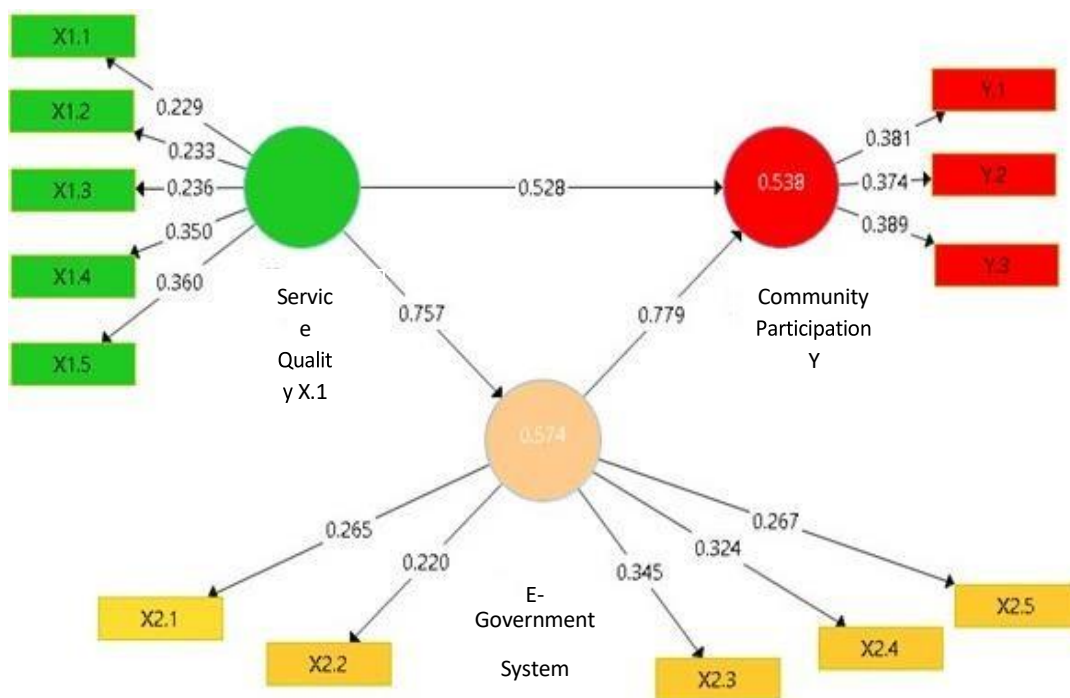 X1.1
X1.2
X1.3
X1.4
X1.5
0.229
0.233
0.236
0.350
0.360
Servic
e
Qualit
y X.1
0.528
0.757
0.779
0.538
Community
Participation
Y
0.381
0.374
0.389
Y.1
Y.2
Y.3
0.574
0.265
0.220
0.345
0.324
0.267
E-
Government
System
X2.1
X2.2
X2.3
X2.4
X2.5